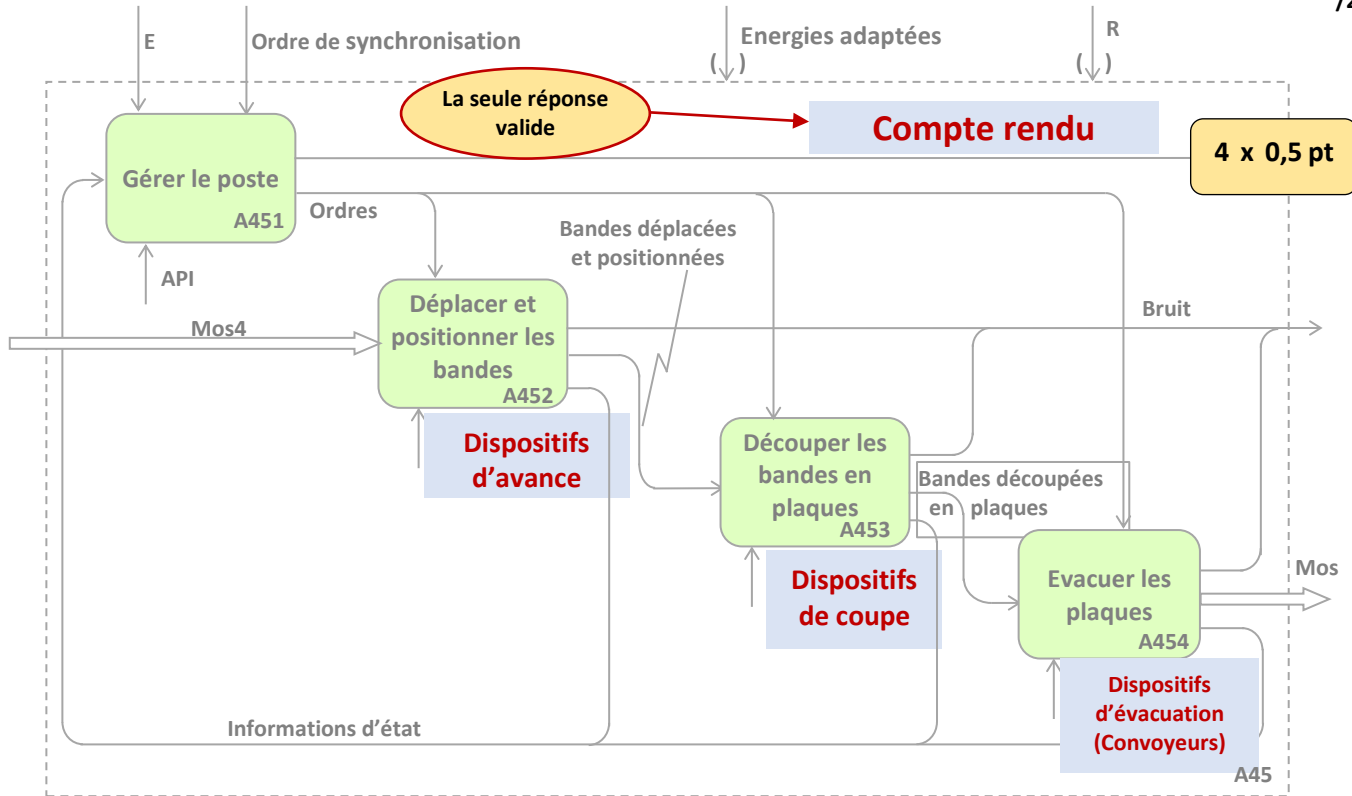 /2
E
Ordre de synchronisation
Energies adaptées
R
( )
( )
La seule réponse
valide
Compte rendu
4 x 0,5 pt
Gérer le poste
A451
Ordres
API
Bandes déplacées
et positionnées
Mos4
Déplacer et
positionner les
bandes
A452
Bruit
Dispositifs
d’avance
Découper les
bandes en
plaques
A453
Bandes découpées
en plaques
Dispositifs
de coupe
Evacuer les
plaques
A454
Mos
Dispositifs
d’évacuation
(Convoyeurs)
Informations d’état
A45